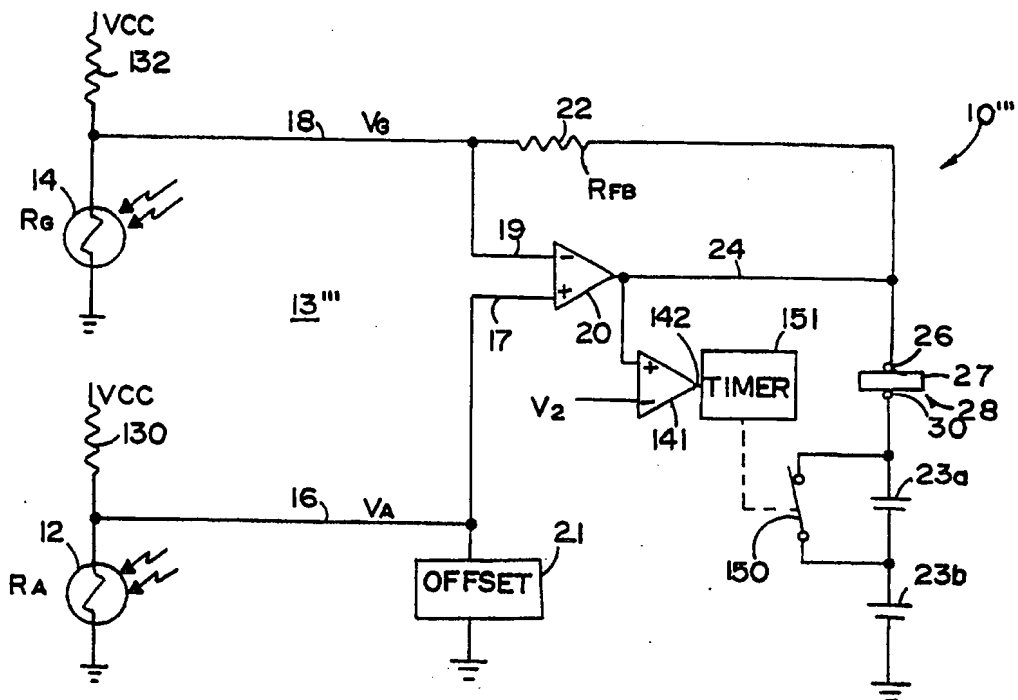 VCC
132
18
VG
22
10'''
RFB
14
RG
19
24
13'''
17
20
142
151
26
TIMER
27
V2
141
28
30
VCC
130
16
VA
21
23a
12
RA
OFFSET
150
23b